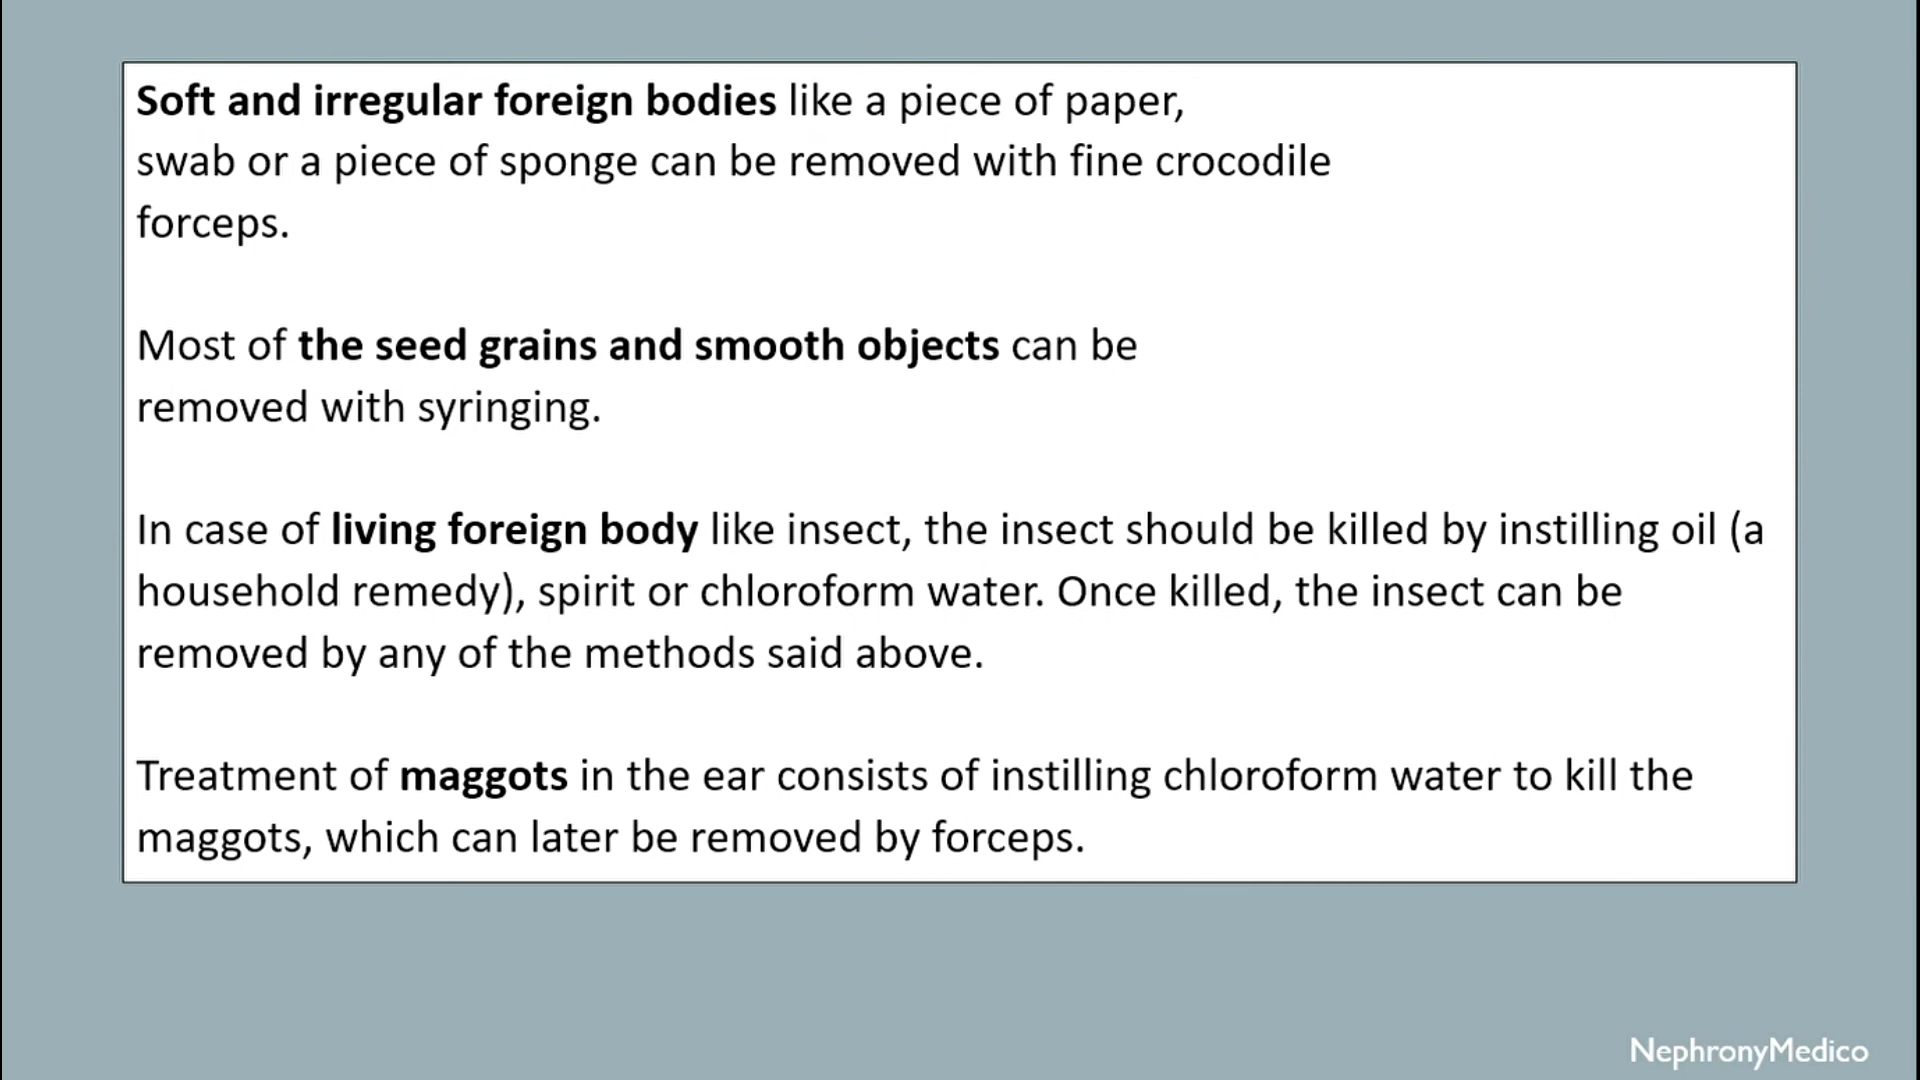 Soft and irregular foreign bodies like a piece of paper,
swab or a piece of sponge can be removed with fine crocodile
forceps.
Most of the seed grains and smooth objects can be
removed with syringing.
In case of living foreign body like insect, the insect should be killed by instilling oil (a
household remedy), spirit or chloroform water. Once killed, the insect can be
removed by any of the methods said above.
Treatment of maggots in the ear consists of instilling chloroform water to kill the
maggots, which can later be removed by forceps.
NephronyMedico